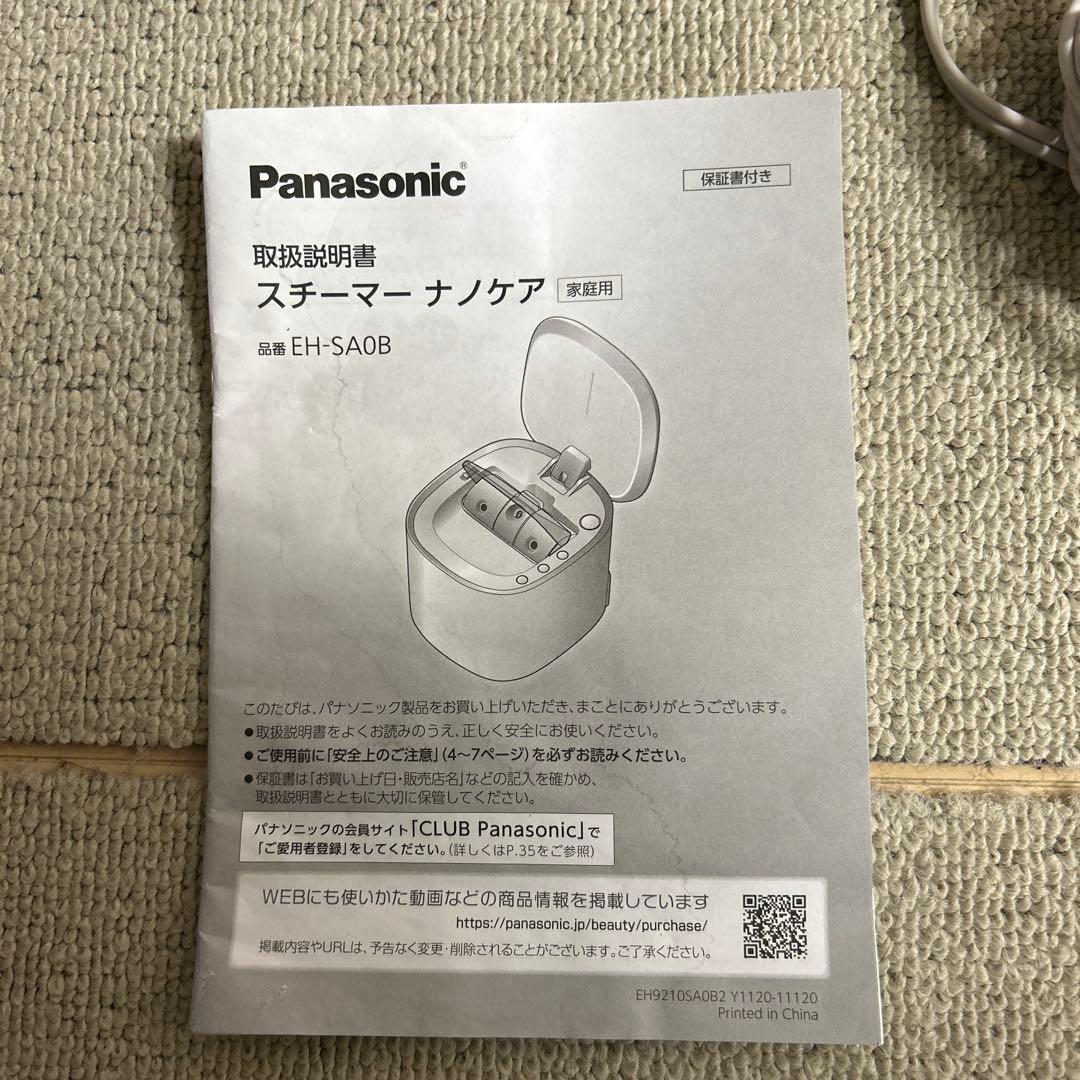 Panasonic®
保証書付き
取扱説明書
スチーマー ナノケア 家庭用
品番 EH-SA0B
このたびは、パナソニック製品をお買い上げいただき、まことにありがとうございます。
●取扱説明書をよくお読みのうえ、正しく安全にお使いください。
●ご使用前に「安全上のご注意」(4〜7ページ)を必ずお読みください。
●保証書は「お買い上げ日・販売店名」などの記入を確かめ、
取扱説明書とともに大切に保管してください。
パナソニックの会員サイト「CLUB Panasonic」で
「ご愛用者登録」をしてください。(詳しくはP.35をご参照)
WEBにも使いかた動画などの商品情報を掲載しています
https://panasonic.jp/beauty/purchase/
掲載内容やURLは、予告なく変更・削除されることがございます。ご了承ください。
EH9210SA0B2 Y1120-11120
Printed in China